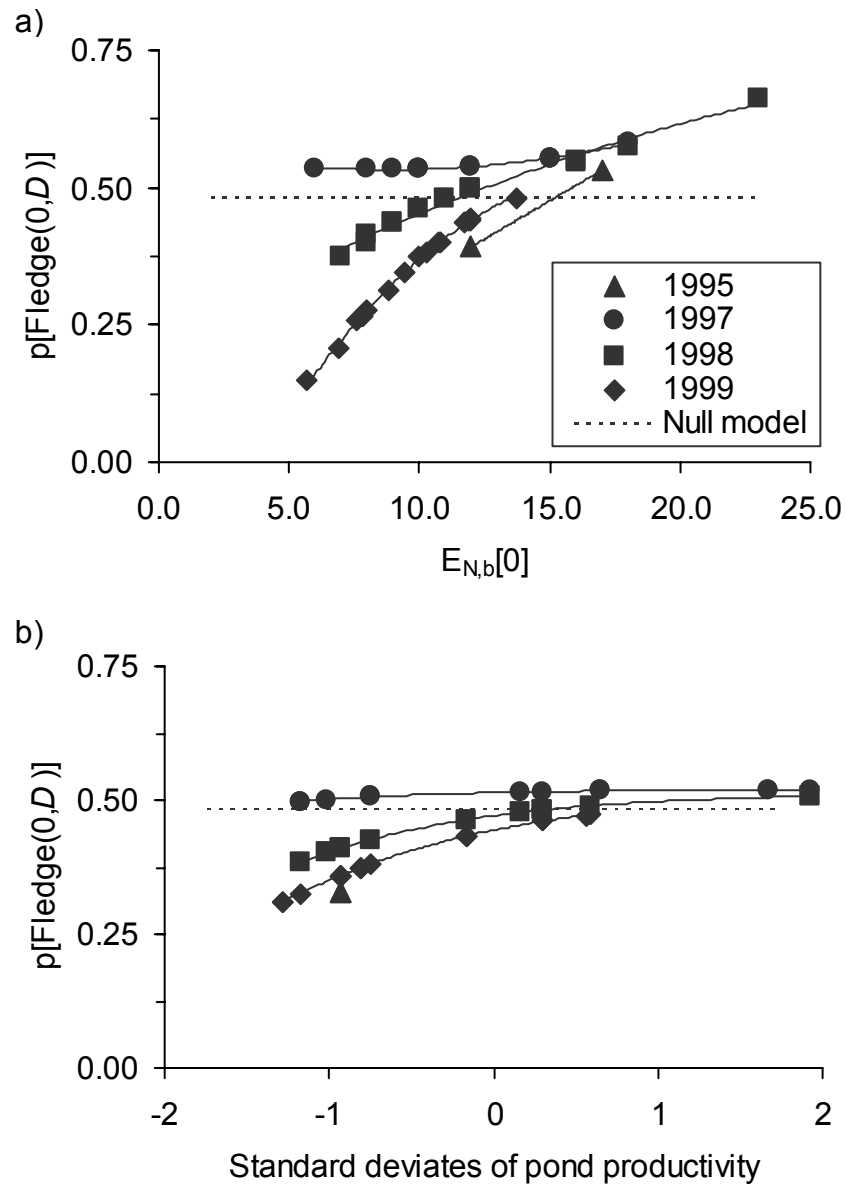 a)
0.75
0.50
0.25
0.00
p[Fledge(0,D)]
0.0 5.0 10.0 15.0 20.0 25.0
E_N,b[0]
1995
1997
1998
1999
Null model
b)
0.75
0.50
0.25
0.00
p[Fledge(0,D)]
-2 -1 0 1 2
Standard deviates of pond productivity